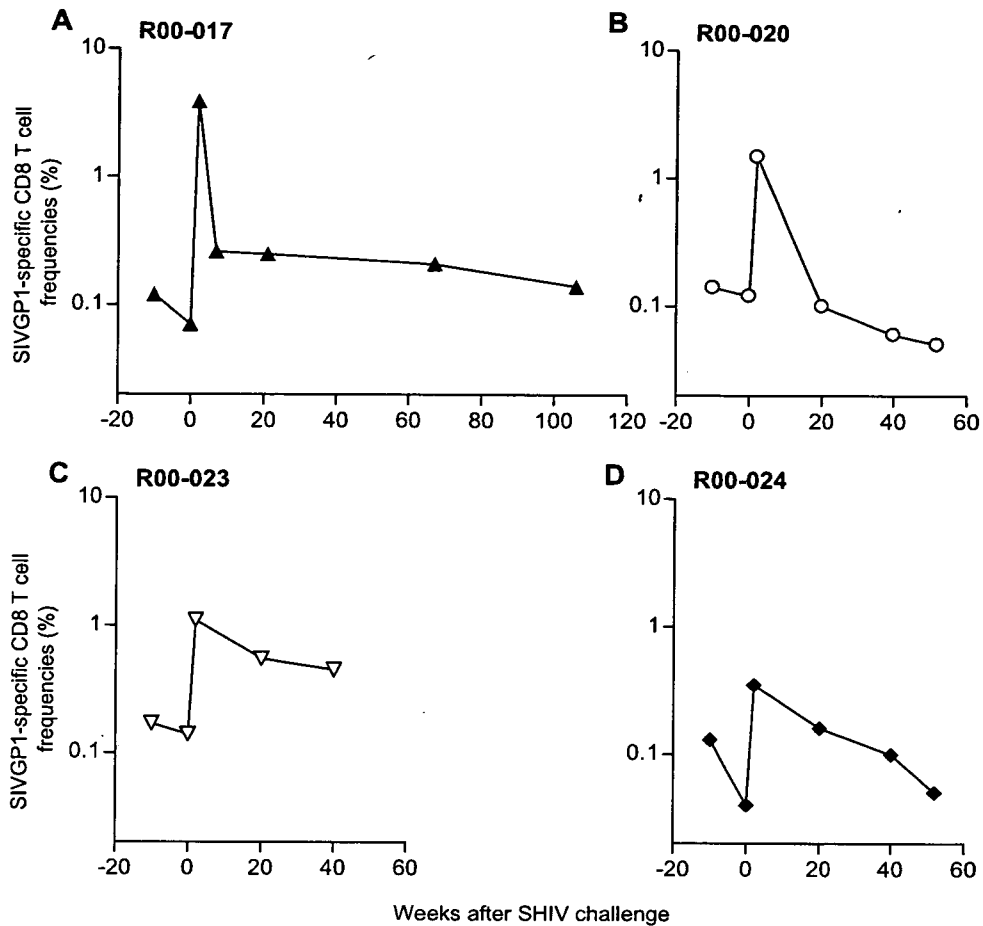 A
R00-017
10
1
0.1
SIVGP1-specific CD8 T cell
frequencies (%)
-20
0
20
40
60
80
100
120
B
R00-020
10
1
0.1
-20
0
20
40
60
C
R00-023
10
1
0.1
SIVGP1-specific CD8 T cell
frequencies (%)
-20
0
20
40
60
D
R00-024
10
1
0.1
-20
0
20
40
60
Weeks after SHIV challenge